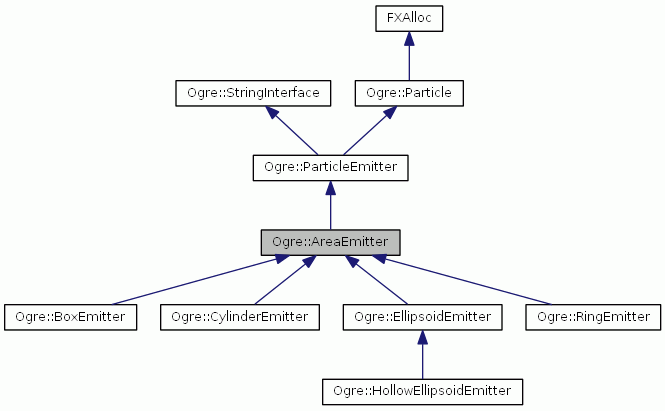 FXAlloc
Ogre::StringInterface
Ogre::Particle
Ogre::ParticleEmitter
Ogre::AreaEmitter
Ogre::BoxEmitter
Ogre::CylinderEmitter
Ogre::EllipsoidEmitter
Ogre::RingEmitter
Ogre::HollowEllipsoidEmitter